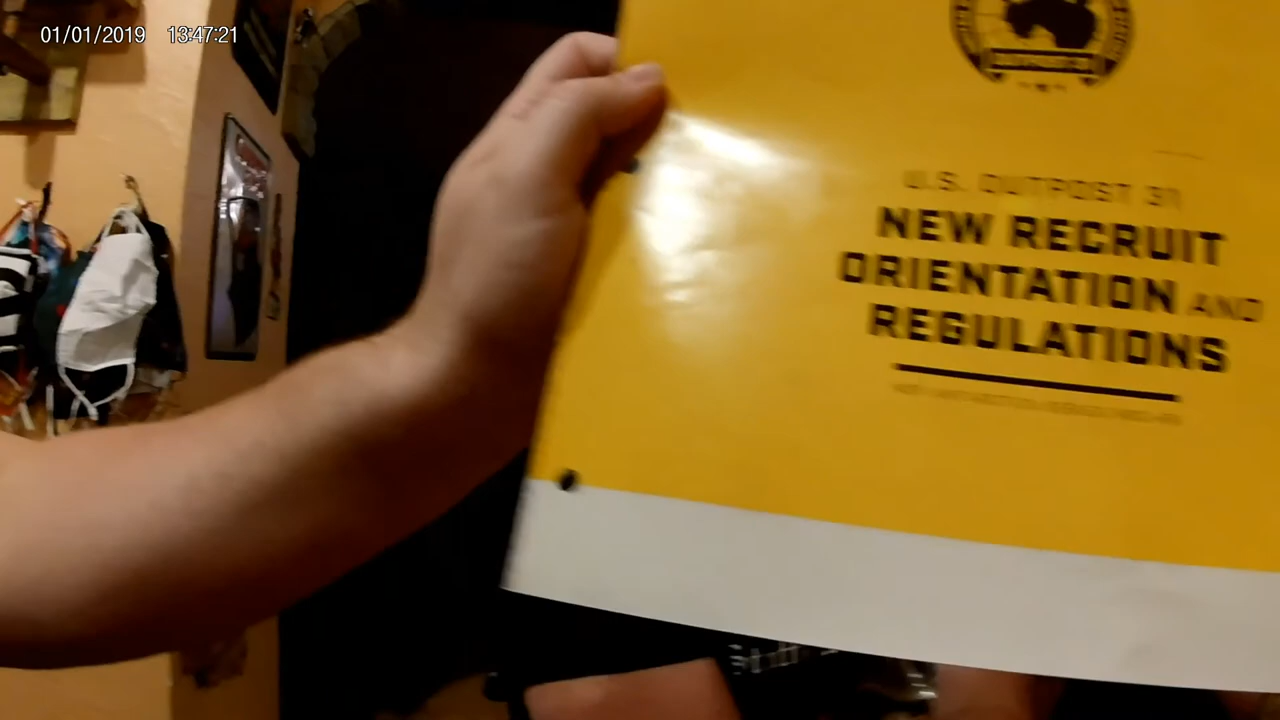 01/01/2019 13:47:21
U.S. OUTPOST 31
NEW RECRUIT
ORIENTATION AND
REGULATIONS